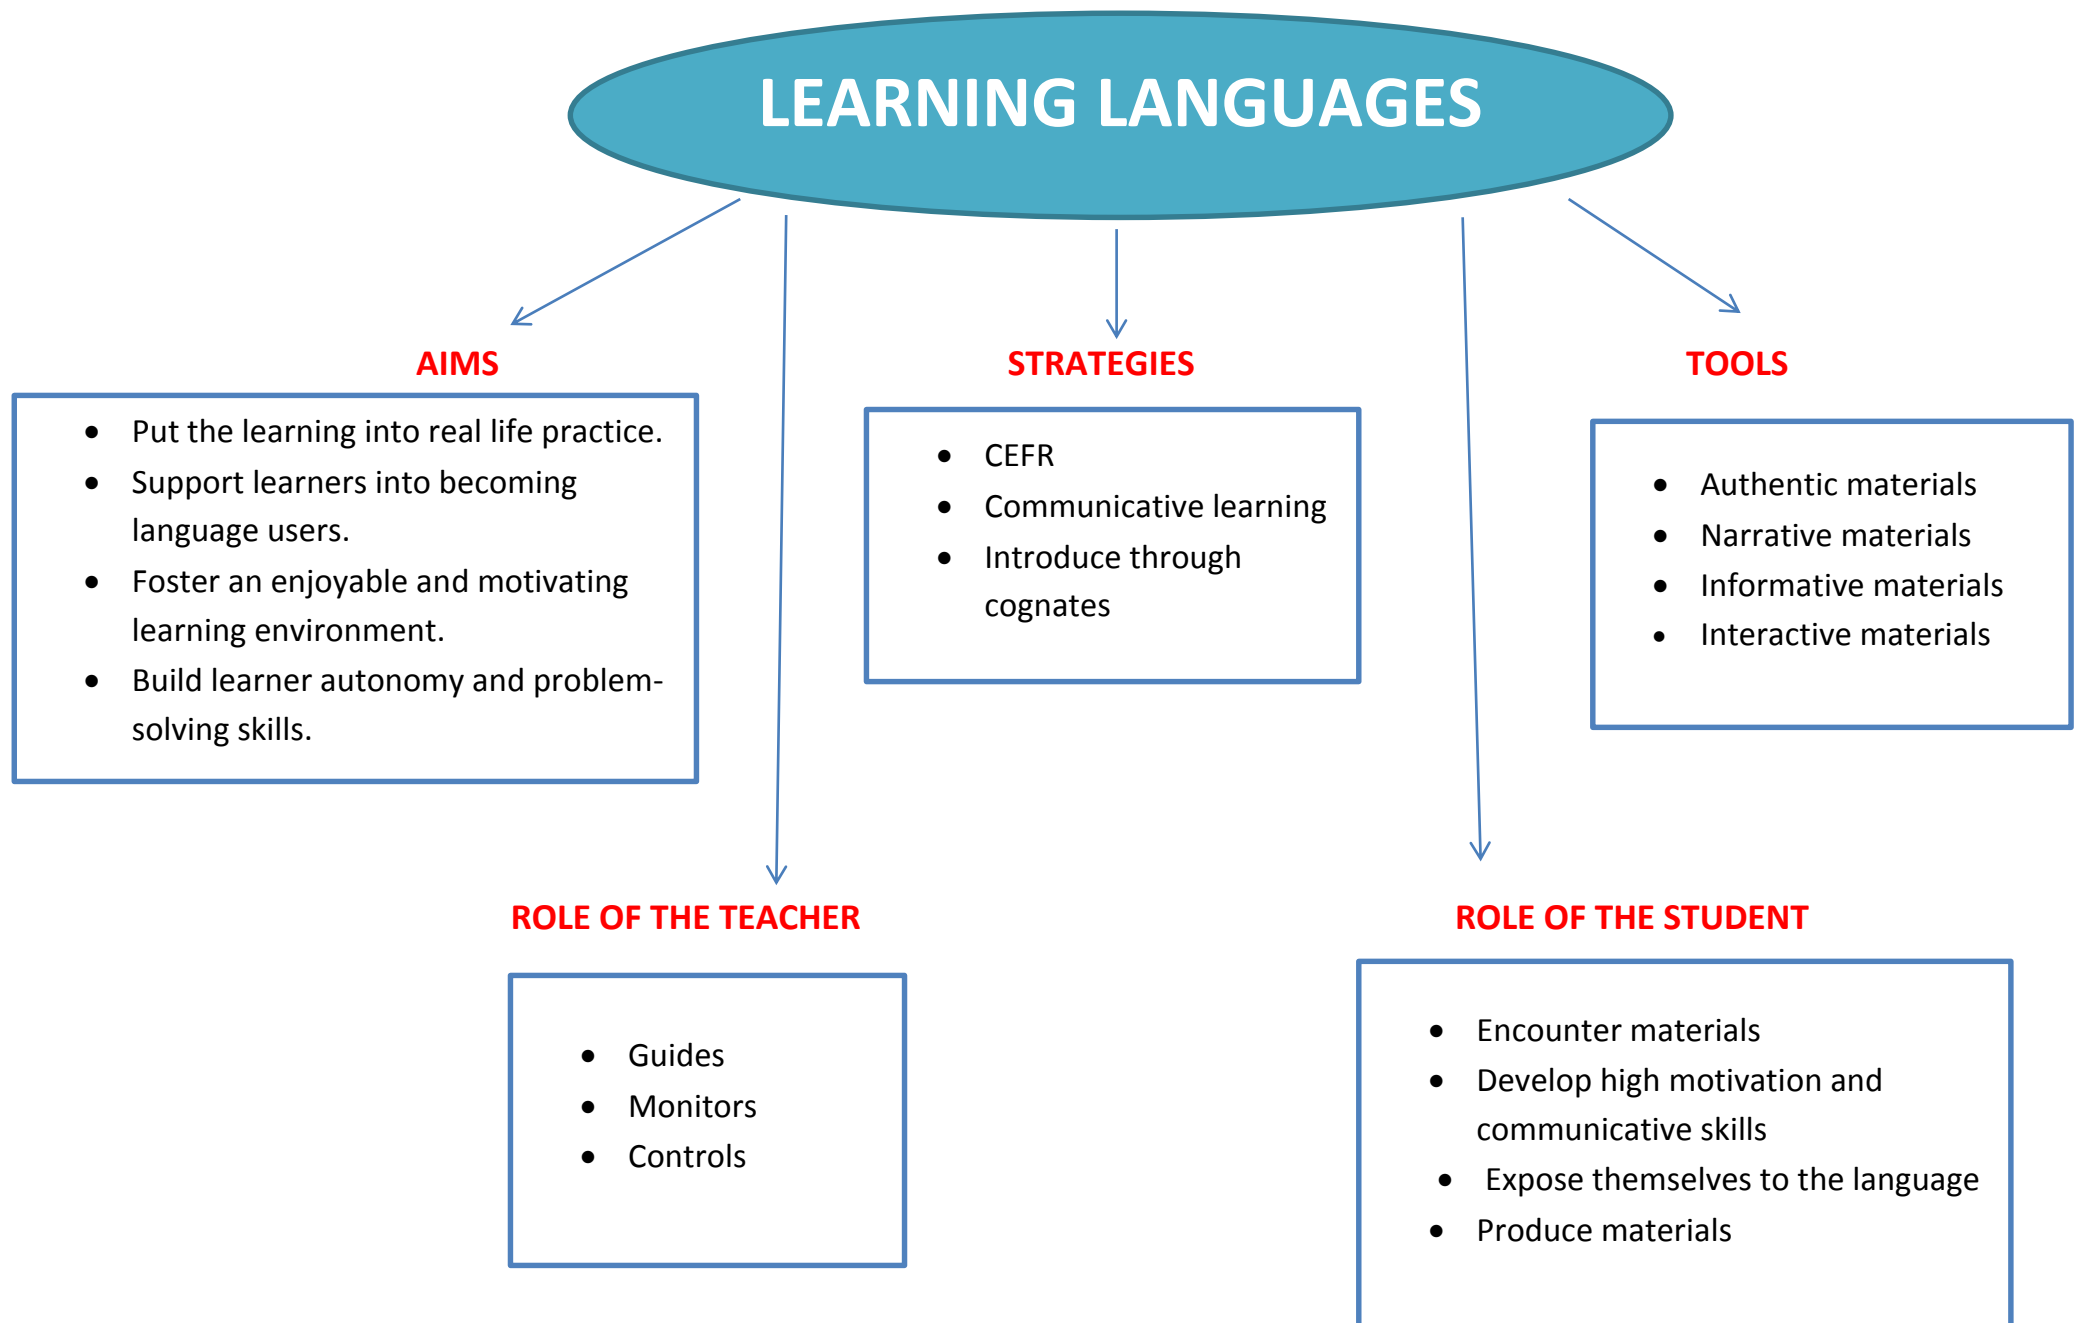 LEARNING LANGUAGES
AIMS
• Put the learning into real life practice.
• Support learners into becoming
language users.
• Foster an enjoyable and motivating
learning environment.
• Build learner autonomy and problem-
solving skills.
STRATEGIES
• CEFR
• Communicative learning
• Introduce through
cognates
TOOLS
• Authentic materials
• Narrative materials
• Informative materials
• Interactive materials
ROLE OF THE TEACHER
• Guides
• Monitors
• Controls
ROLE OF THE STUDENT
• Encounter materials
• Develop high motivation and
communicative skills
• Expose themselves to the language
• Produce materials